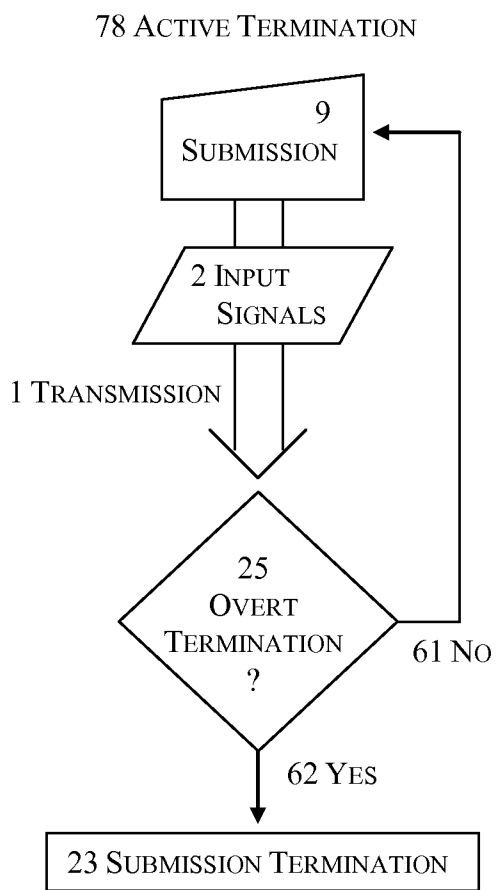 78 ACTIVE TERMINATION
9
SUBMISSION
2 INPUT
SIGNALS
1 TRANSMISSION
25
OVERT
TERMINATION
?
61 NO
62 YES
23 SUBMISSION TERMINATION